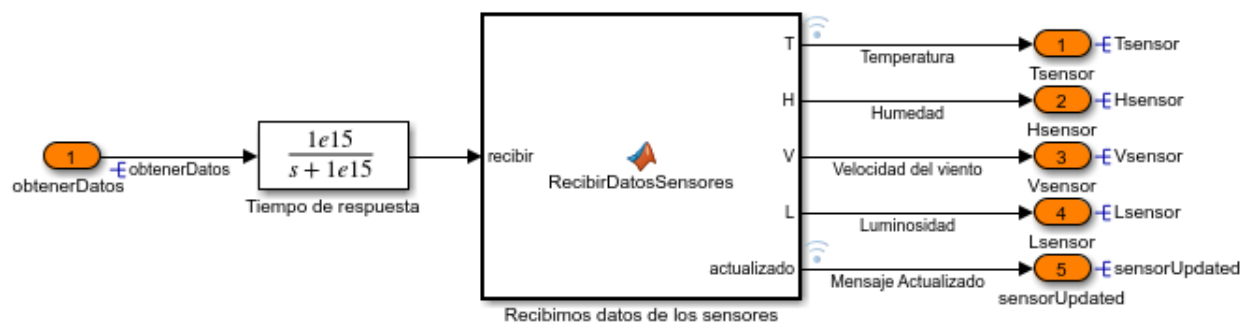 1
obtenerDatos
obtenerDatos
1e15
s + 1e15
Tiempo de respuesta
recibir
RecibirDatosSensores
T
H
V
L
actualizado
Recibimos datos de los sensores
Temperatura
Humedad
Velocidad del viento
Luminosidad
Mensaje Actualizado
1
Tsensor
Tsensor
2
Hsensor
Hsensor
3
Vsensor
Vsensor
4
Lsensor
Lsensor
5
sensorUpdated
sensorUpdated